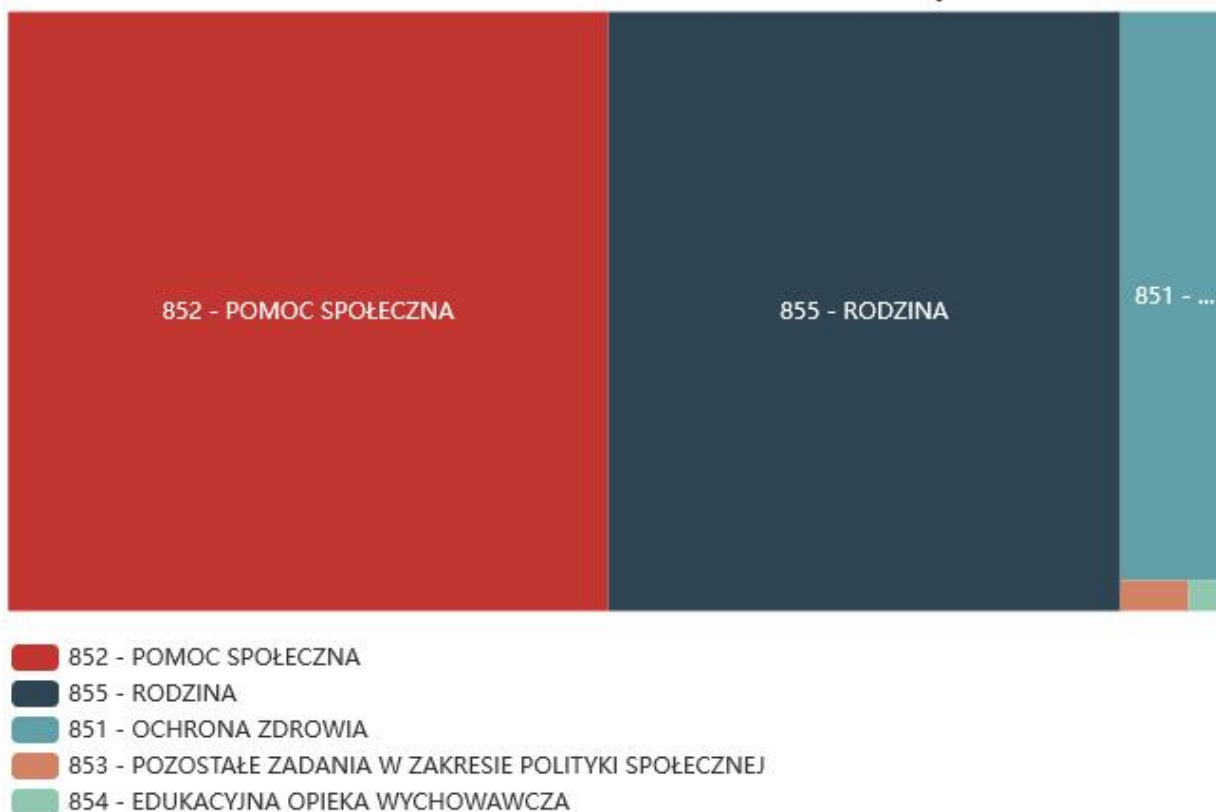 852 - POMOC SPOŁECZNA
855 - RODZINA
851 - ...
852 - POMOC SPOŁECZNA
855 - RODZINA
851 - OCHRONA ZDROWIA
853 - POZOSTAŁE ZADANIA W ZAKRESIE POLITYKI SPOŁECZNEJ
854 - EDUKACYJNA OPIEKA WYCHOWAWCZA